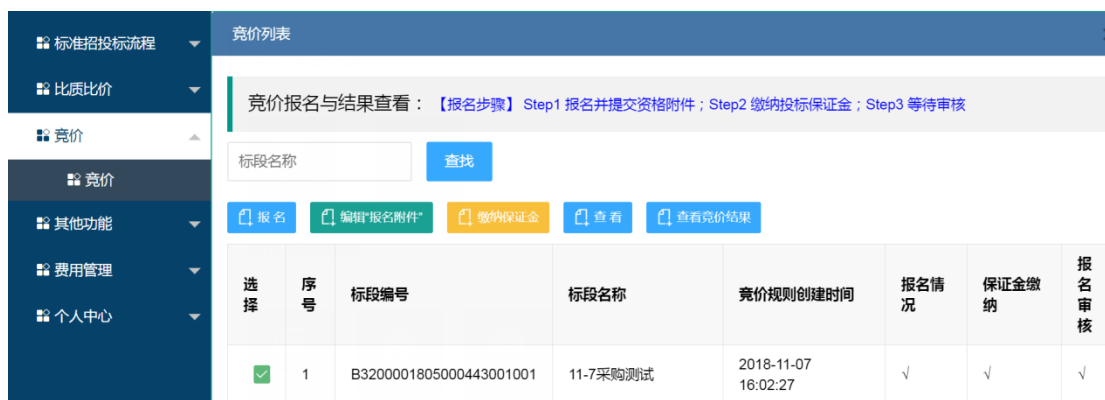 标准招投标流程
比质比价
竞价
竞价
其他功能
费用管理
个人中心
竞价列表
竞价报名与结果查看：【报名步骤】 Step1 报名并提交资格附件；Step2 缴纳投标保证金；Step3 等待审核
标段名称 查找
报 名 编辑"报名附件" 缴纳保证金 查 看 查看竞价结果
选择 序号 标段编号 标段名称 竞价规则创建时间 报名情况 保证金缴纳 报名审核
1 B3200001805000443001001 11-7采购测试 2018-11-07 16:02:27 √ √ √